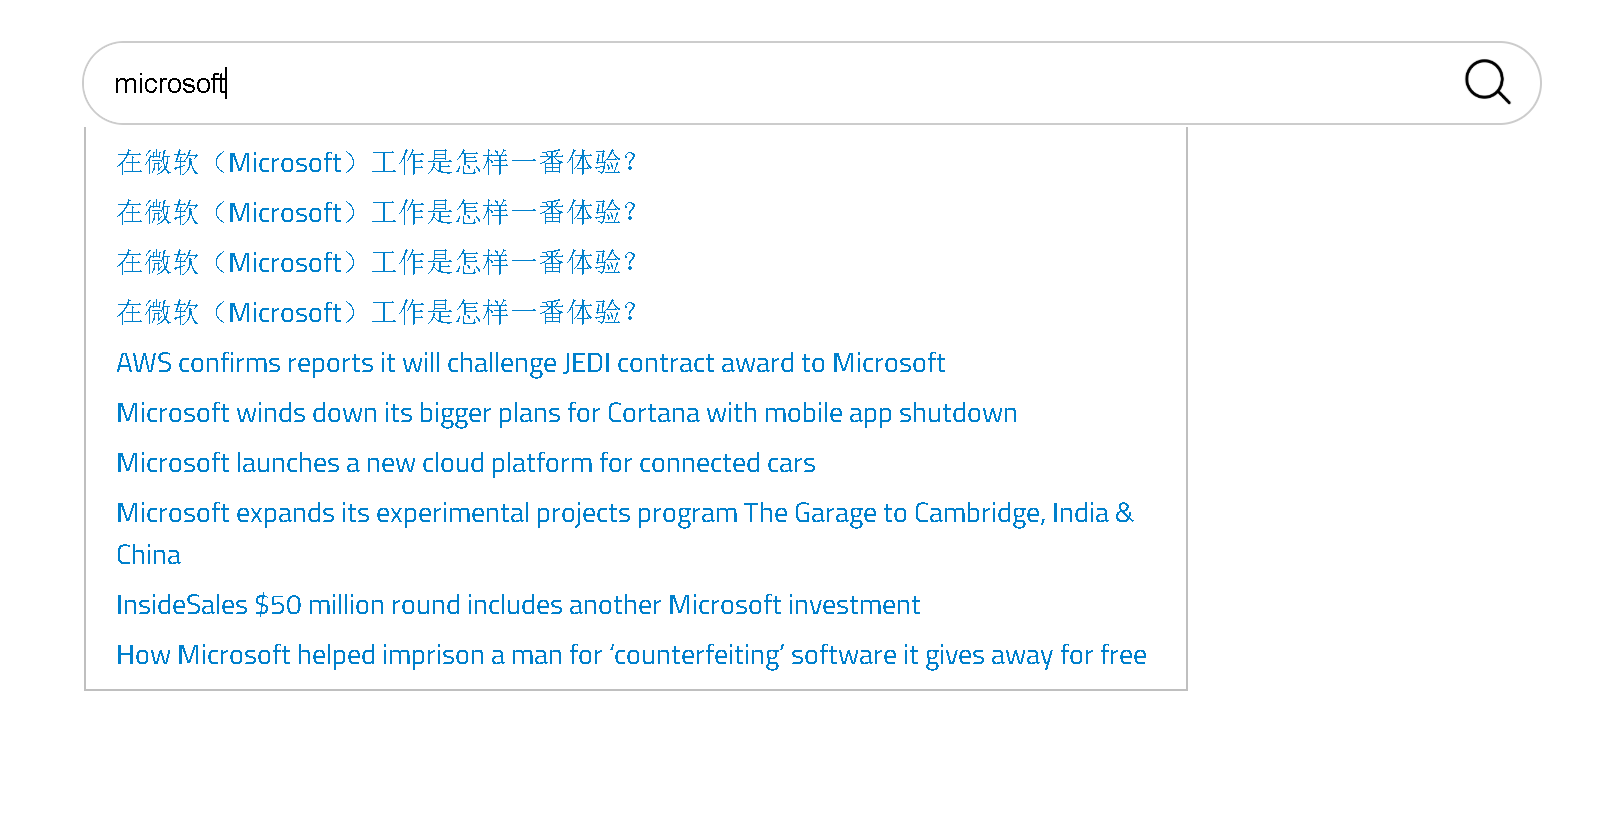 microsoft
在微软（Microsoft）工作是怎样一番体验？
在微软（Microsoft）工作是怎样一番体验？
在微软（Microsoft）工作是怎样一番体验？
在微软（Microsoft）工作是怎样一番体验？
AWS confirms reports it will challenge JEDI contract award to Microsoft
Microsoft winds down its bigger plans for Cortana with mobile app shutdown
Microsoft launches a new cloud platform for connected cars
Microsoft expands its experimental projects program The Garage to Cambridge, India &
China
InsideSales $50 million round includes another Microsoft investment
How Microsoft helped imprison a man for ‘counterfeiting’ software it gives away for free